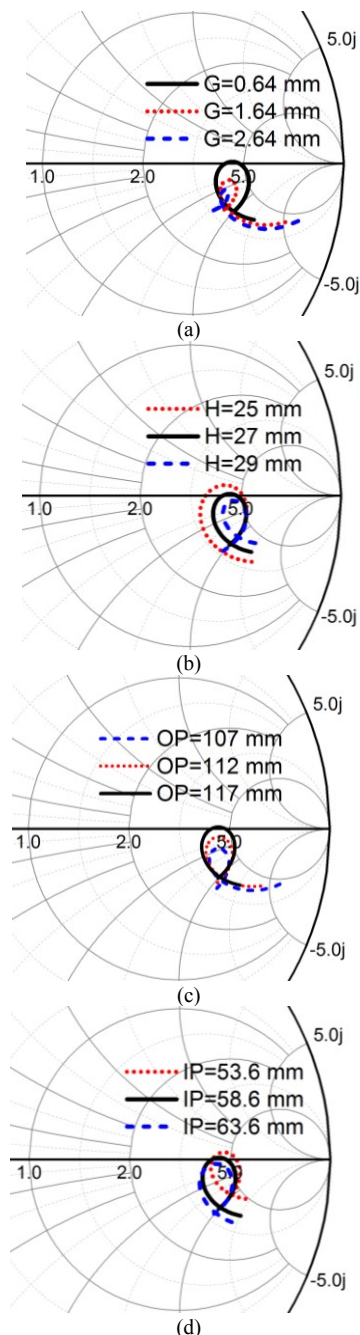 5.0j
G=0.64 mm
G=1.64 mm
G=2.64 mm
1.0 2.0 5.0
-5.0j
(a)
5.0j
H=25 mm
H=27 mm
H=29 mm
1.0 2.0 5.0
-5.0j
(b)
5.0j
OP=107 mm
OP=112 mm
OP=117 mm
1.0 2.0 5.0
-5.0j
(c)
5.0j
IP=53.6 mm
IP=58.6 mm
IP=63.6 mm
1.0 2.0 5.0
-5.0j
(d)